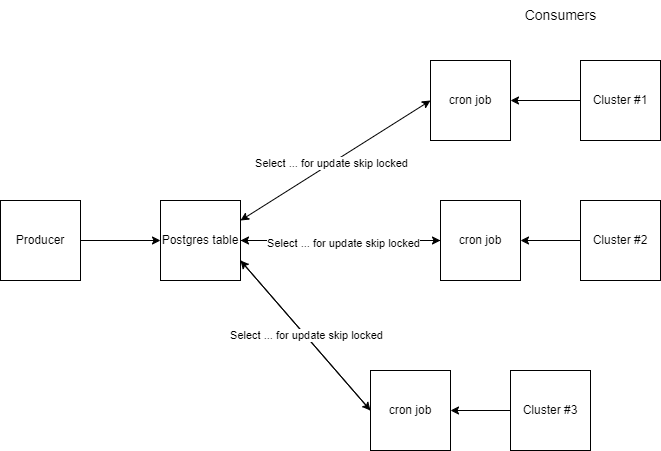 Consumers
cron job
Cluster #1
Select ... for update skip locked
Producer
Postgres table
Select ... for update skip locked
cron job
Cluster #2
Select ... for update skip locked
cron job
Cluster #3